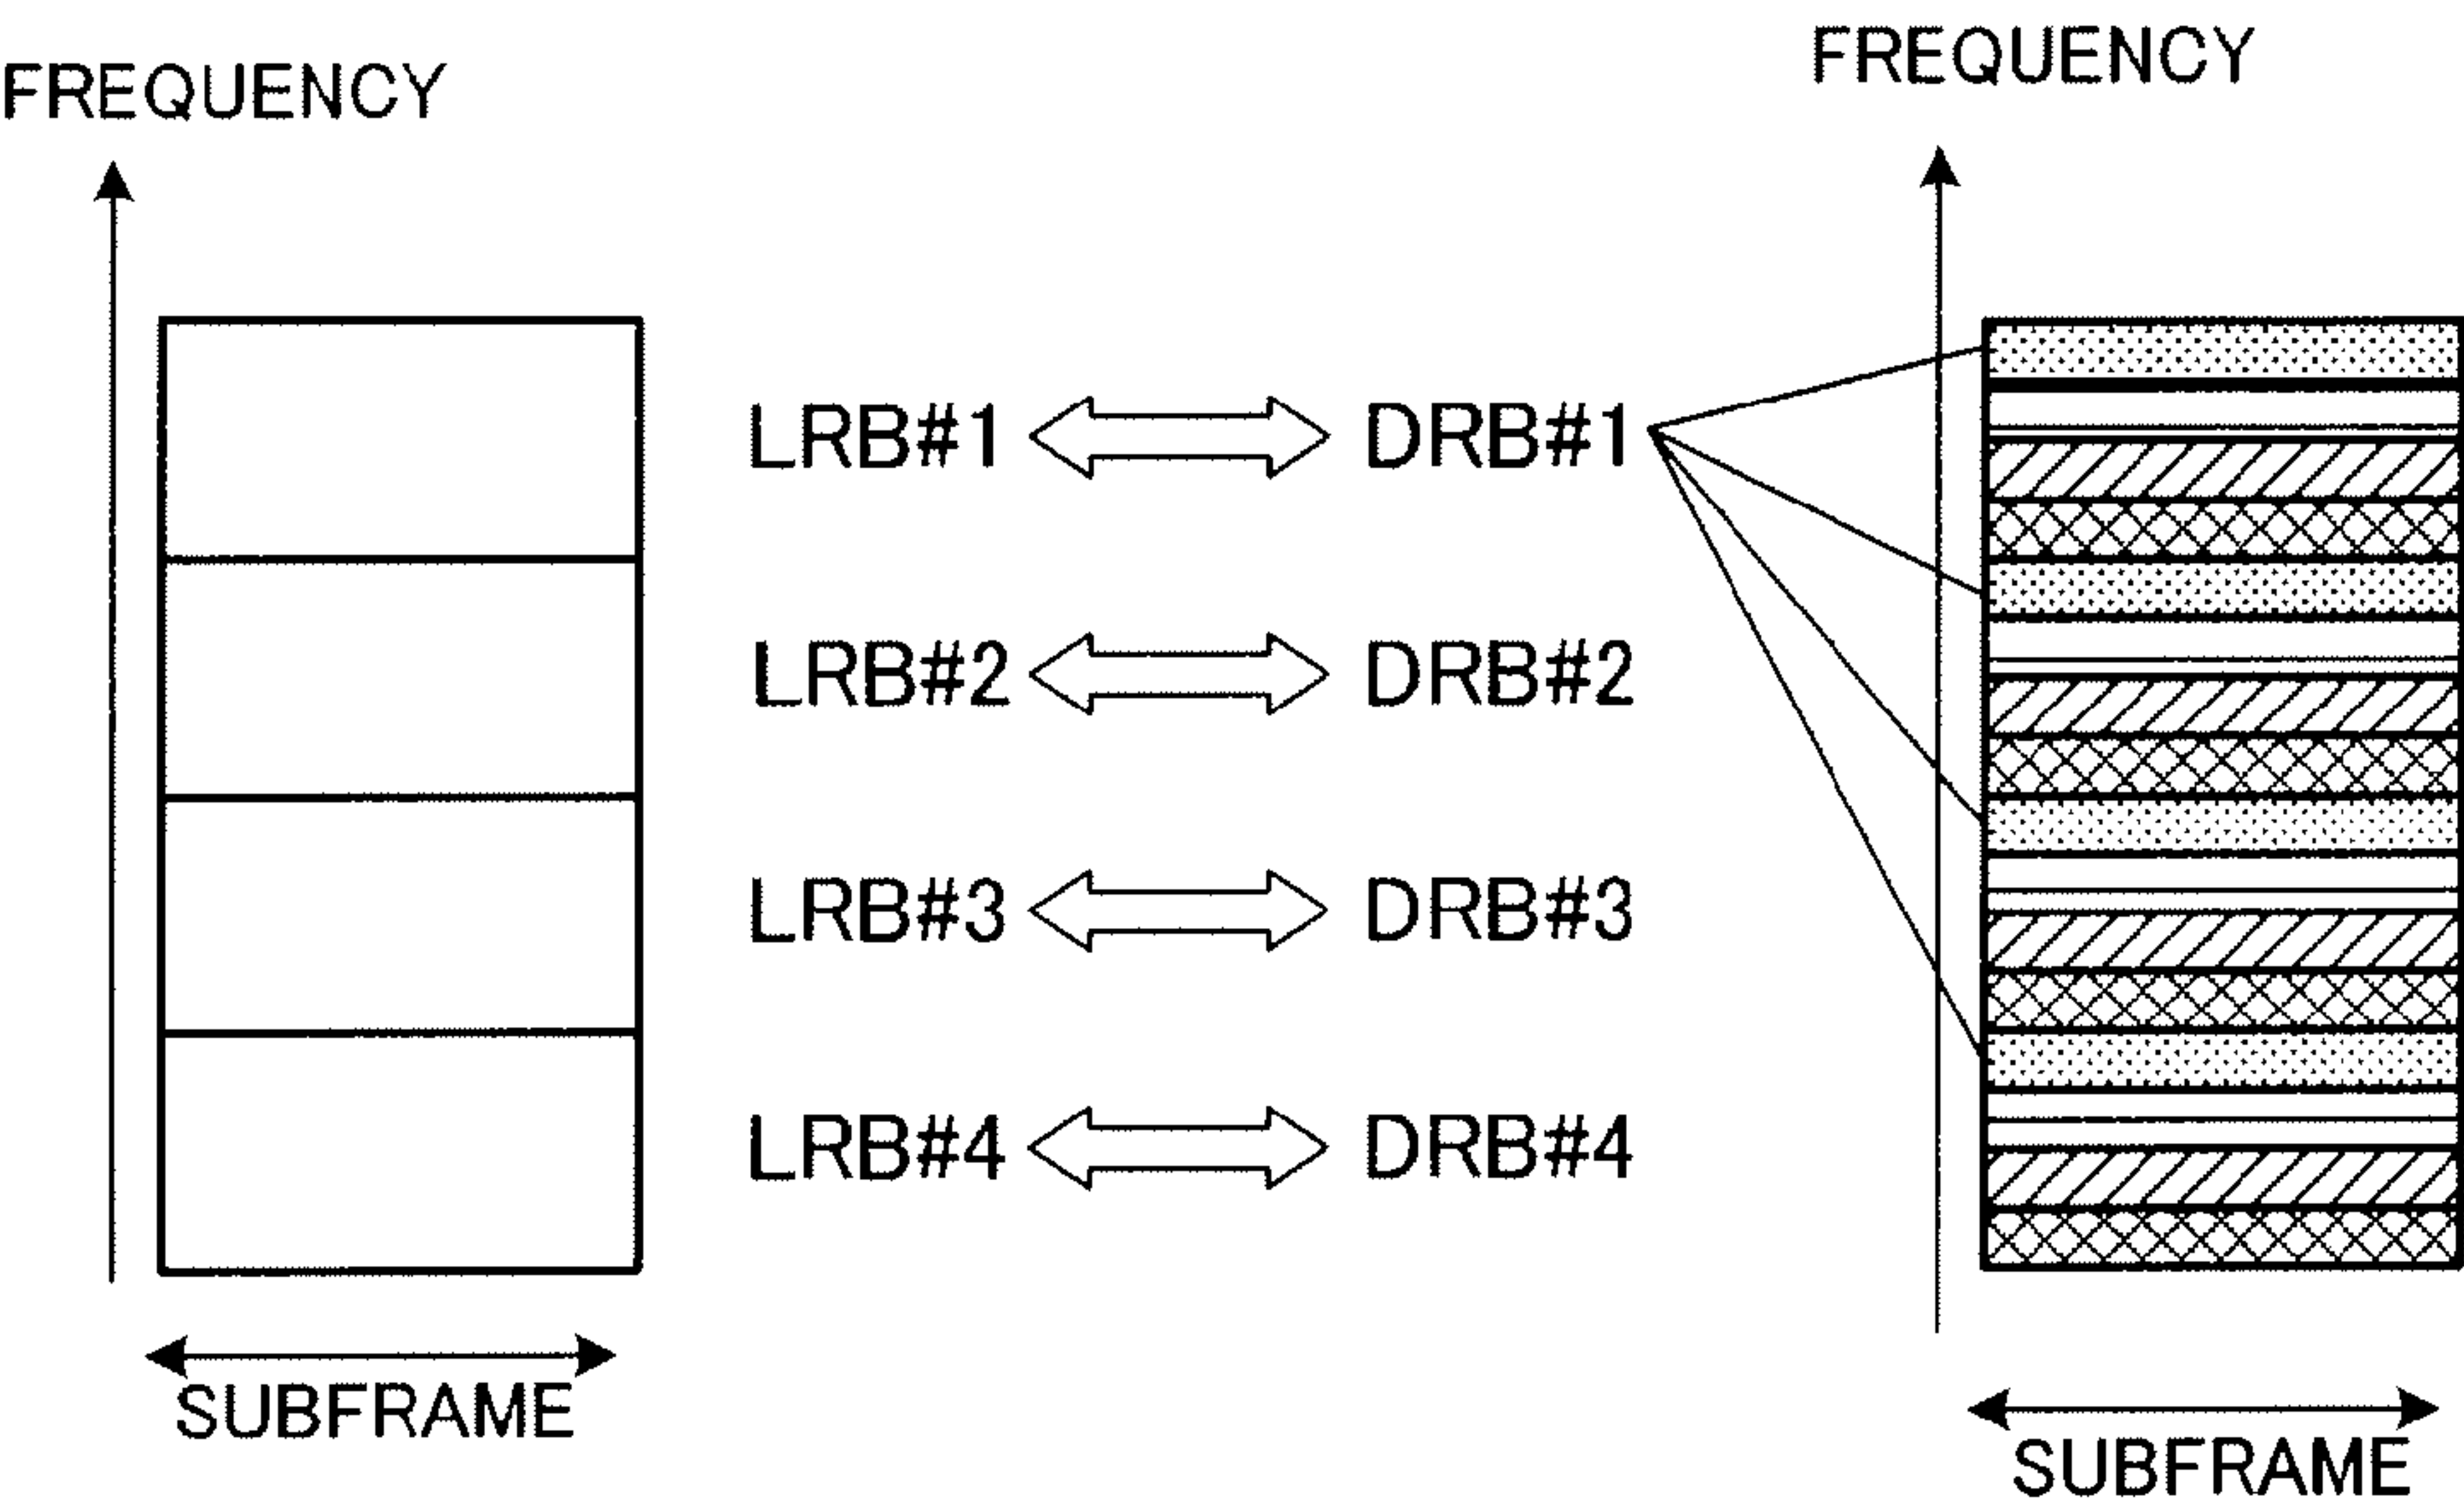 FREQUENCY
FREQUENCY
LRB#1 DRB#1
LRB#2 DRB#2
LRB#3 DRB#3
LRB#4 DRB#4
SUBFRAME
SUBFRAME